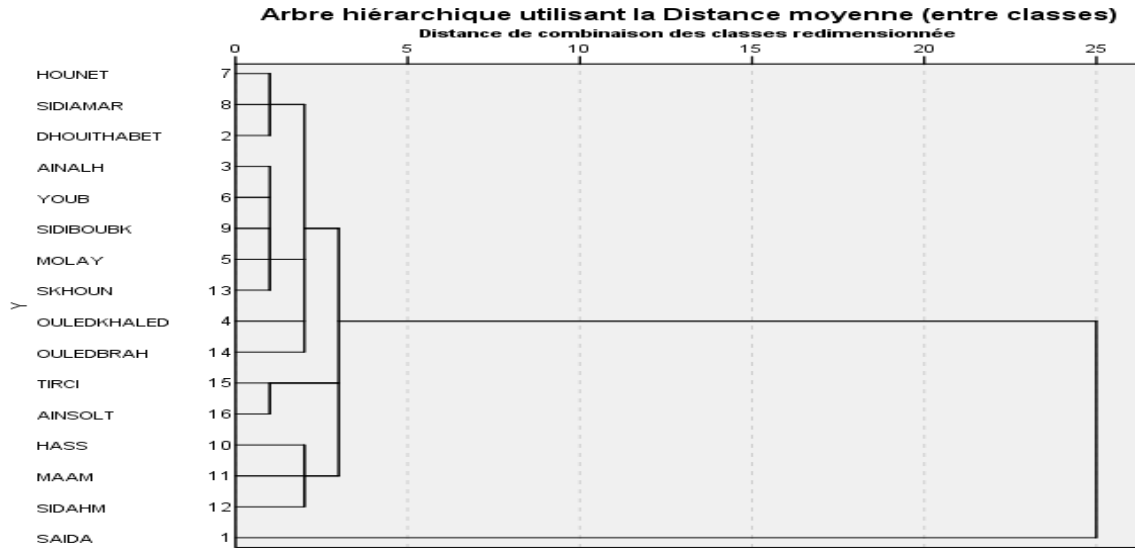 Arbre hiérarchique utilisant la Distance moyenne (entre classes)
Distance de combinaison des classes redimensionnée
0 5 10 15 20 25
HOUNET 7
SIDIAMAR 8
DHOUITHABET 2
AINALH 3
YOUB 6
SIDIBOUBK 9
MOLAY 5
SKHOUN 13
OULEDKHALED 4
OULEDBRAH 14
TIRCI 15
AINSOLT 16
HASS 10
MAAM 11
SIDAHM 12
SAIDA 1
Y